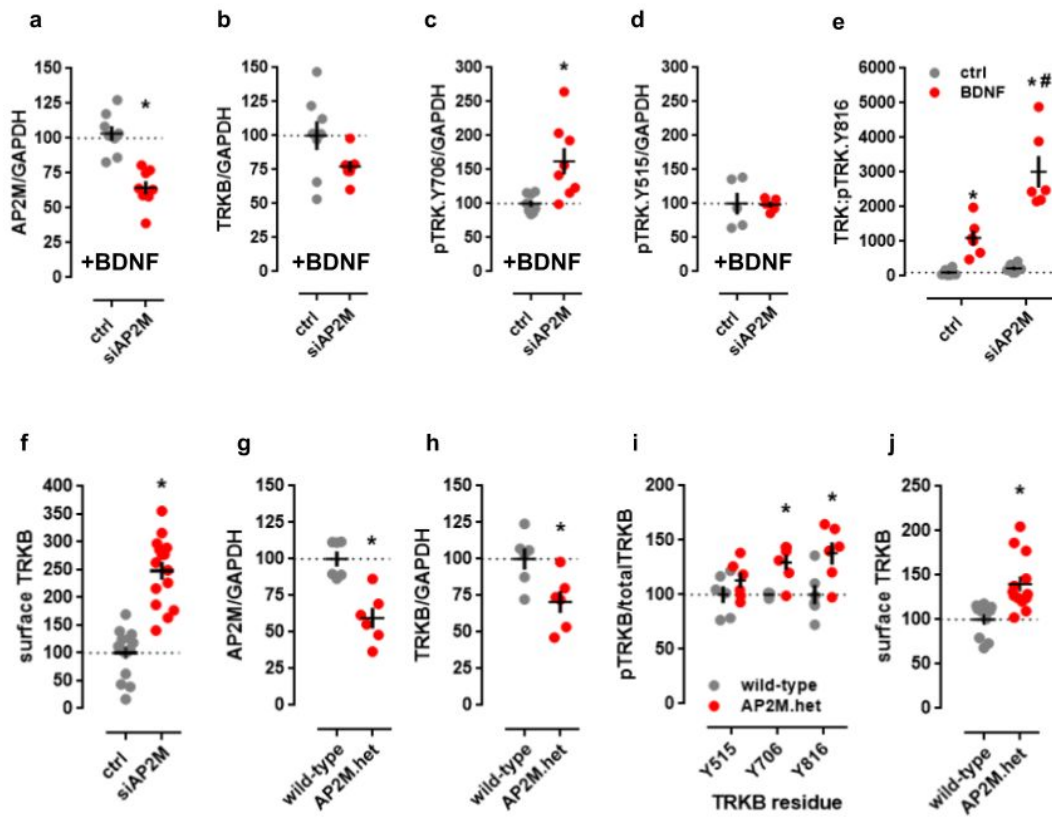 a
AP2M/GAPDH
150
125
100
75
50
25
0
*
+BDNF
ctrl
siAP2M
b
TRKB/GAPDH
150
125
100
75
50
25
0
+BDNF
ctrl
siAP2M
c
pTRK.Y706/GAPDH
300
250
200
150
100
50
0
*
+BDNF
ctrl
siAP2M
d
pTRK.Y515/GAPDH
300
250
200
150
100
50
0
+BDNF
ctrl
siAP2M
e
TRK:pTRK.Y816
6000
5000
4000
3000
2000
1000
0
ctrl
BDNF
*
*#
ctrl
siAP2M
f
surface TRKB
400
350
300
250
200
150
100
50
0
*
ctrl
siAP2M
g
AP2M/GAPDH
150
125
100
75
50
25
0
*
wild-type
AP2M.het
h
TRKB/GAPDH
150
125
100
75
50
25
0
*
wild-type
AP2M.het
i
pTRKB/totalTRKB
200
150
100
50
0
*
*
wild-type
AP2M.het
Y515
Y706
Y816
TRKB residue
j
surface TRKB
250
200
150
100
50
0
*
wild-type
AP2M.het